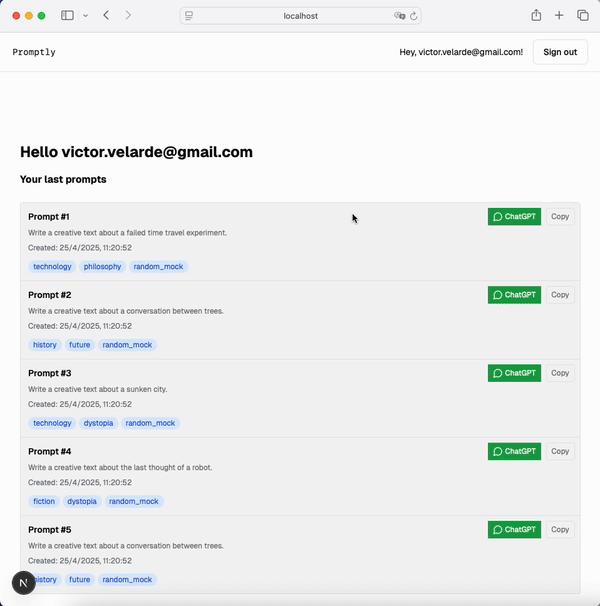 localhost
Promptly
Hey, victor.velarde@gmail.com!
Sign out
Hello victor.velarde@gmail.com
Your last prompts
Prompt #1
ChatGPT
Copy
Write a creative text about a failed time travel experiment.
Created: 25/4/2025, 11:20:52
technology philosophy random_mock
Prompt #2
ChatGPT
Copy
Write a creative text about a conversation between trees.
Created: 25/4/2025, 11:20:52
history future random_mock
Prompt #3
ChatGPT
Copy
Write a creative text about a sunken city.
Created: 25/4/2025, 11:20:52
technology dystopia random_mock
Prompt #4
ChatGPT
Copy
Write a creative text about the last thought of a robot.
Created: 25/4/2025, 11:20:52
fiction dystopia random_mock
Prompt #5
ChatGPT
Copy
Write a creative text about a conversation between trees.
Created: 25/4/2025, 11:20:52
N
history future random_mock